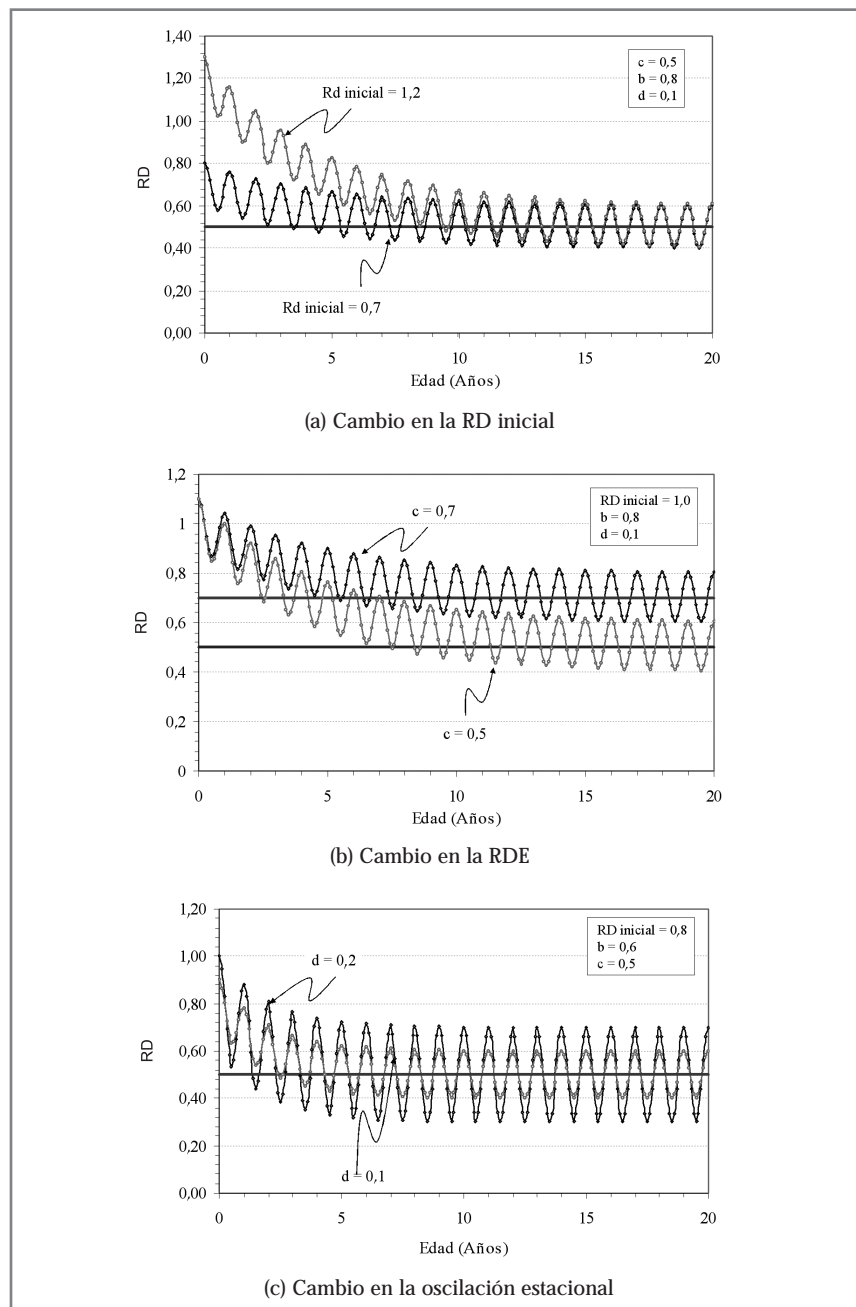 1,40
c = 0,5
b = 0,8
d = 0,1
1,20
Rd inicial = 1,2
1,00
0,80
RD
0,60
0,40
Rd inicial = 0,7
0,20
0,00
0 5 10 15 20
Edad (Años)
(a) Cambio en la RD inicial
1,2
RD inicial = 1,0
b = 0,8
d = 0,1
c = 0,7
1
0,8
RD
0,6
0,4
c = 0,5
0,2
0
0 5 10 15 20
Edad (Años)
(b) Cambio en la RDE
1,20
RD inicial = 0,8
b = 0,6
c = 0,5
d = 0,2
1,00
0,80
RD
0,60
0,40
0,20
d = 0,1
0,00
0 5 10 15 20
Edad (Años)
(c) Cambio en la oscilación estacional